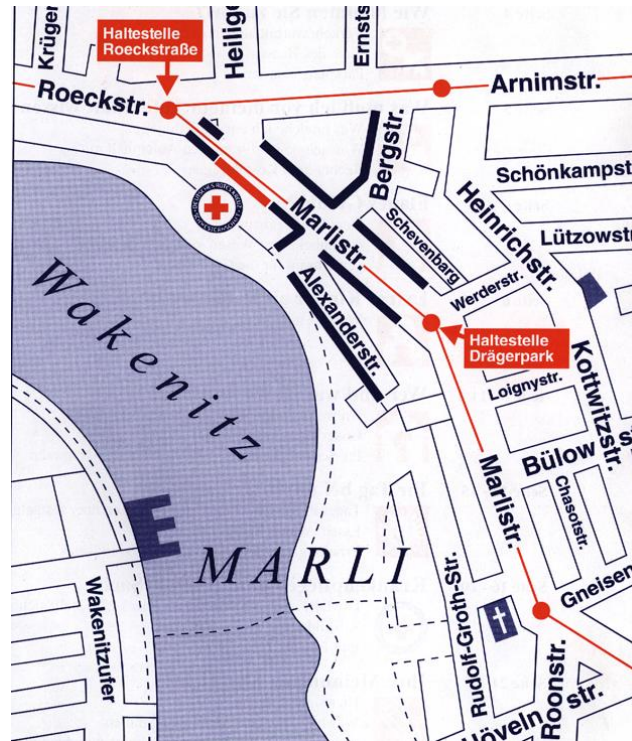 Krüger
Haltestelle
Roeckstraße
Heilige
Ernsts
Roeckstr.
Arnimstr.
Bergstr.
Schönkampst
Heinrichstr.
Marlistr.
Schevenbarg
Lützowstr
Wakenitz
Werderstr.
Alexanderstr.
Haltestelle
Drägerpark
Loignystr.
Kottwitzstr.
Bülow
Marlistr.
Chasotstr.
MARLI
Wakenitzufer
Rudolf-Groth-Str.
Gneisen
Roonstr.
Höveln
str.